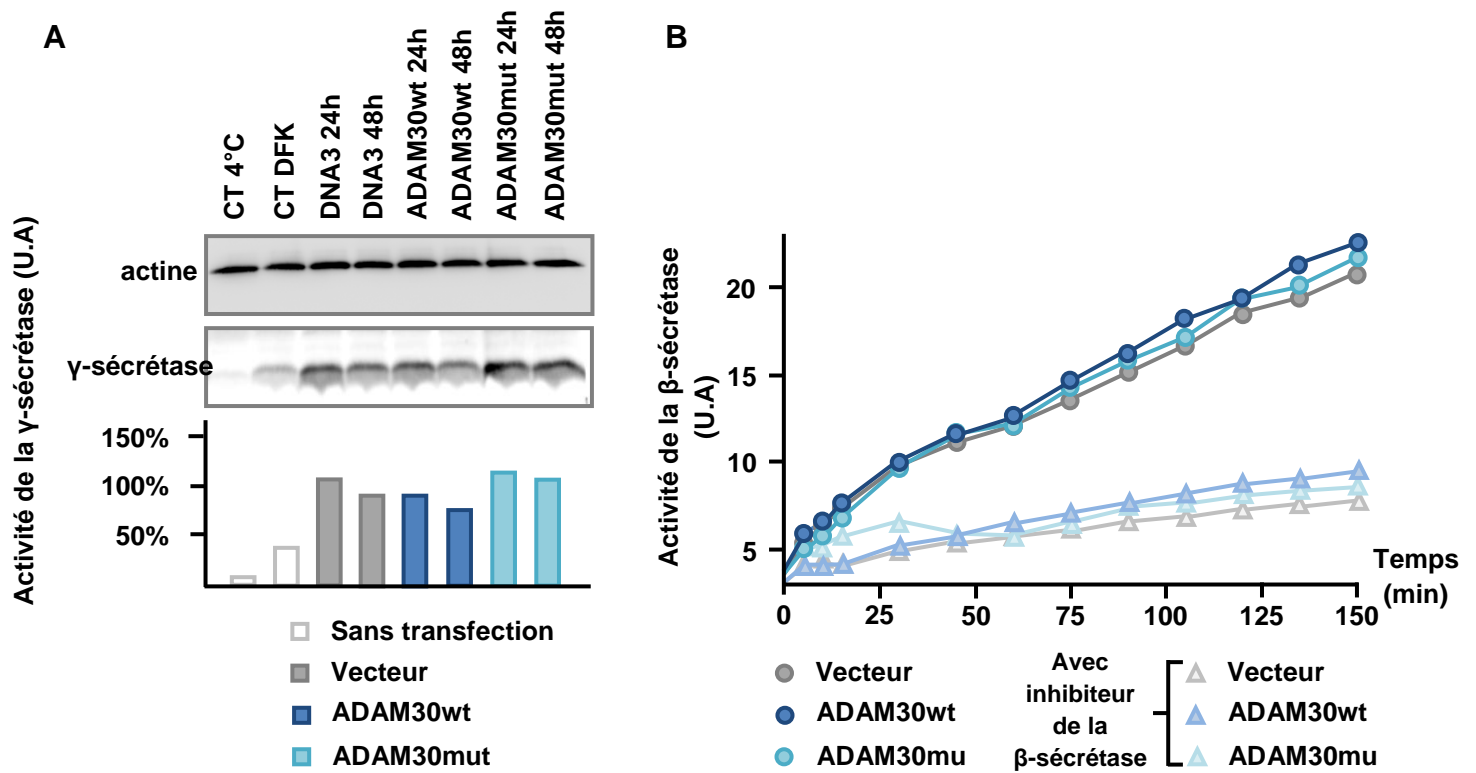 A
CT 4°C
CT DFK
DNA3 24h
DNA3 48h
ADAM30wt 24h
ADAM30wt 48h
ADAM30mut 24h
ADAM30mut 48h
Activité de la γ-sécrétase (U.A)
actine
γ-sécrétase
150%
100%
50%
Sans transfection
Vecteur
ADAM30wt
ADAM30mut
B
Activité de la β-sécrétase
(U.A)
20
15
10
5
0
25
50
75
100
125
150
Temps
(min)
Vecteur
ADAM30wt
ADAM30mu
Avec
inhibiteur
de la
β-sécrétase
Vecteur
ADAM30wt
ADAM30mu